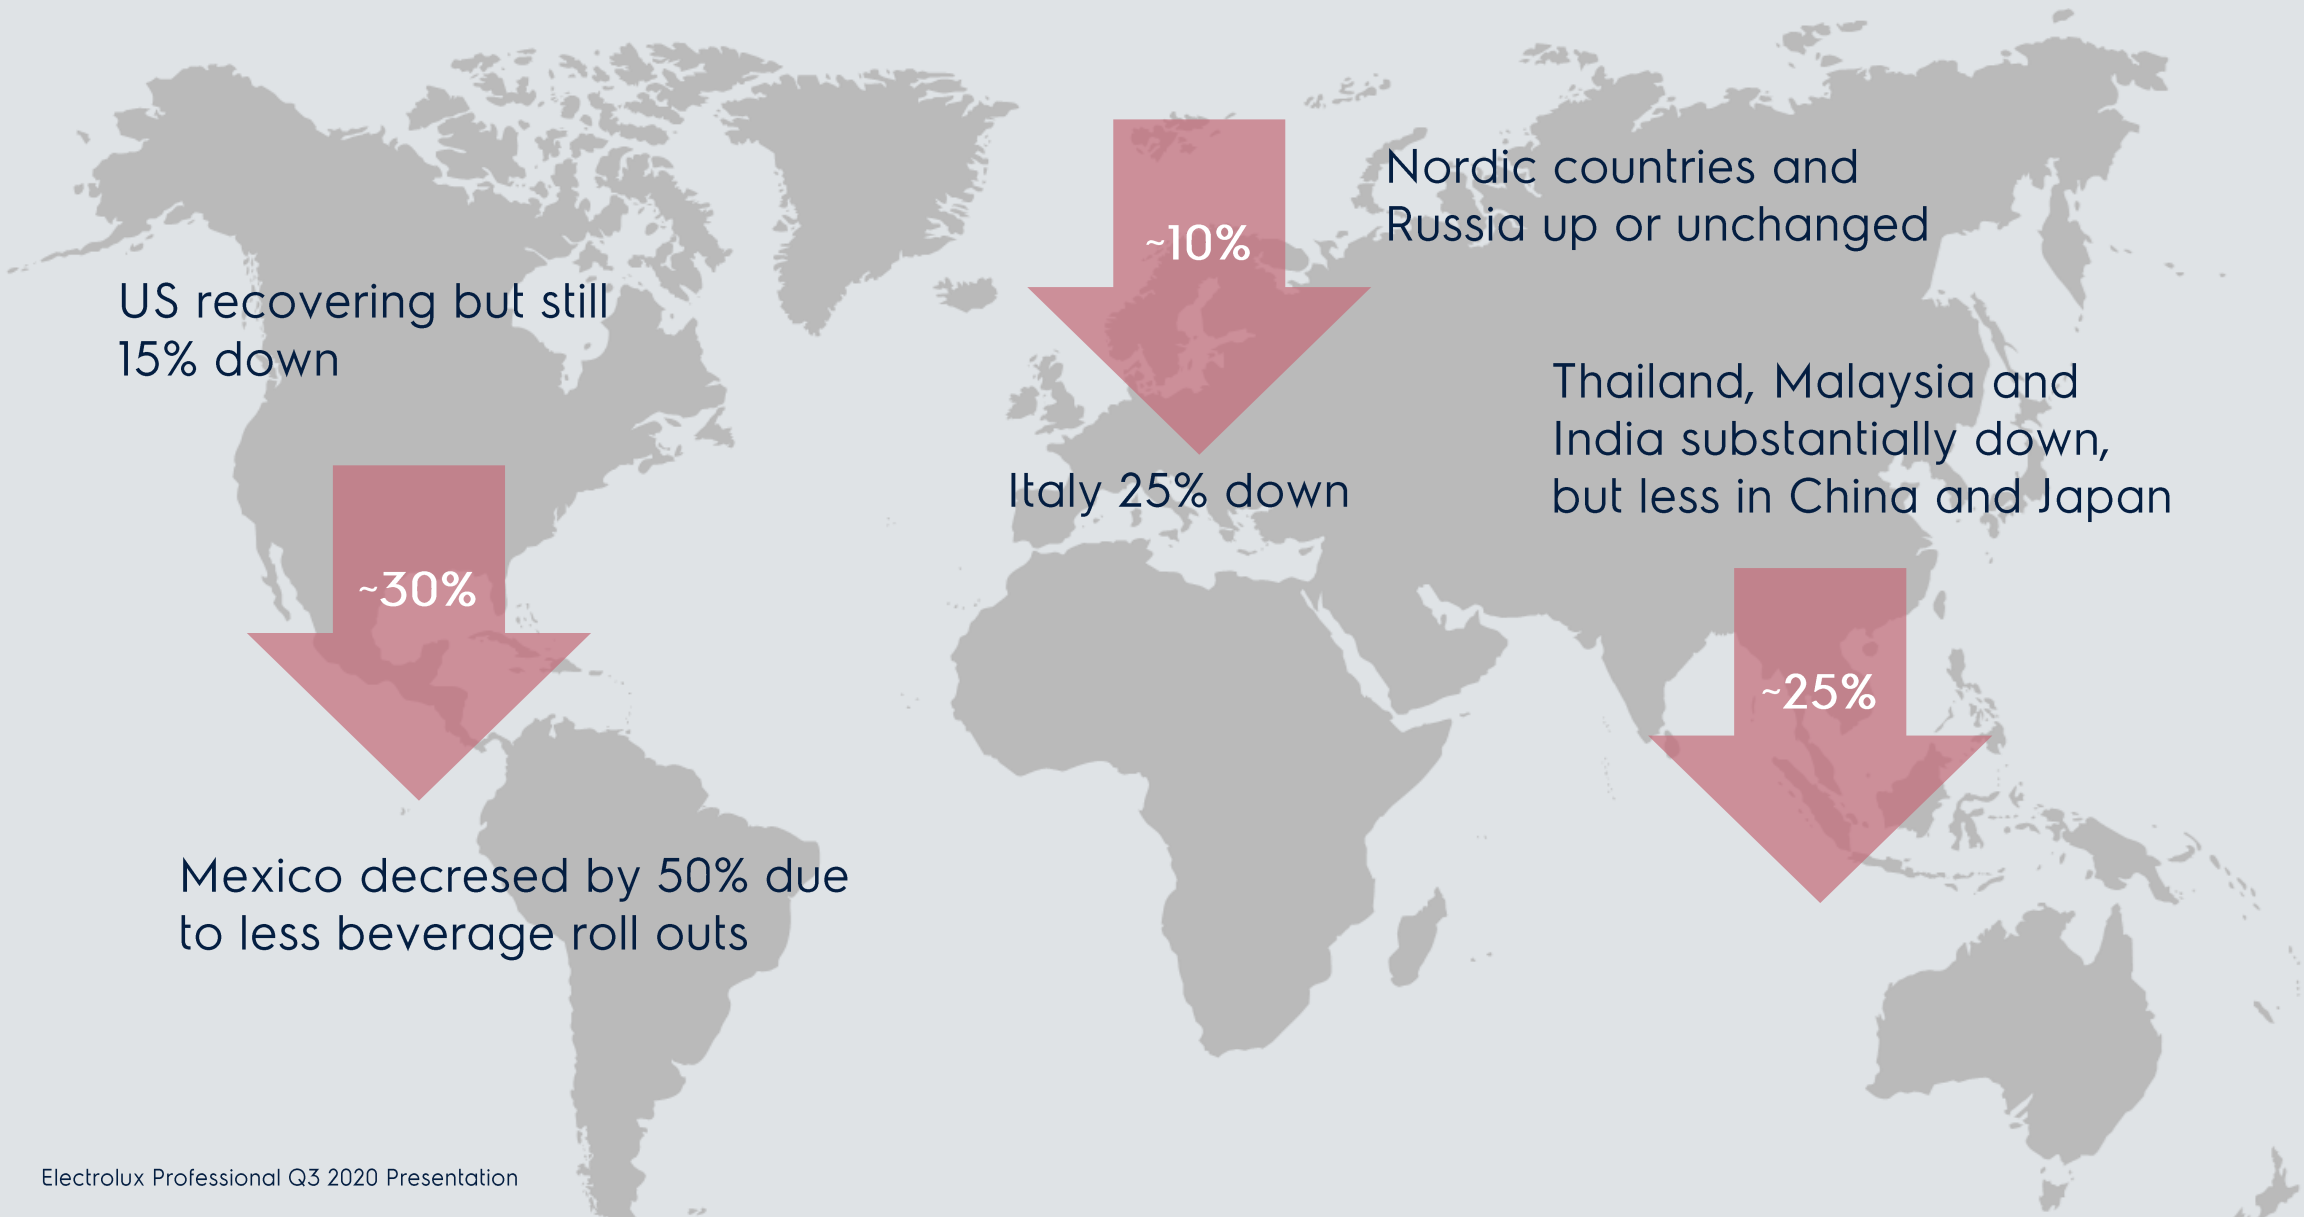 US recovering but still
15% down
~30%
Mexico decresed by 50% due
to less beverage roll outs
~10%
Nordic countries and
Russia up or unchanged
Italy 25% down
Thailand, Malaysia and
India substantially down,
but less in China and Japan
~25%
Electrolux Professional Q3 2020 Presentation